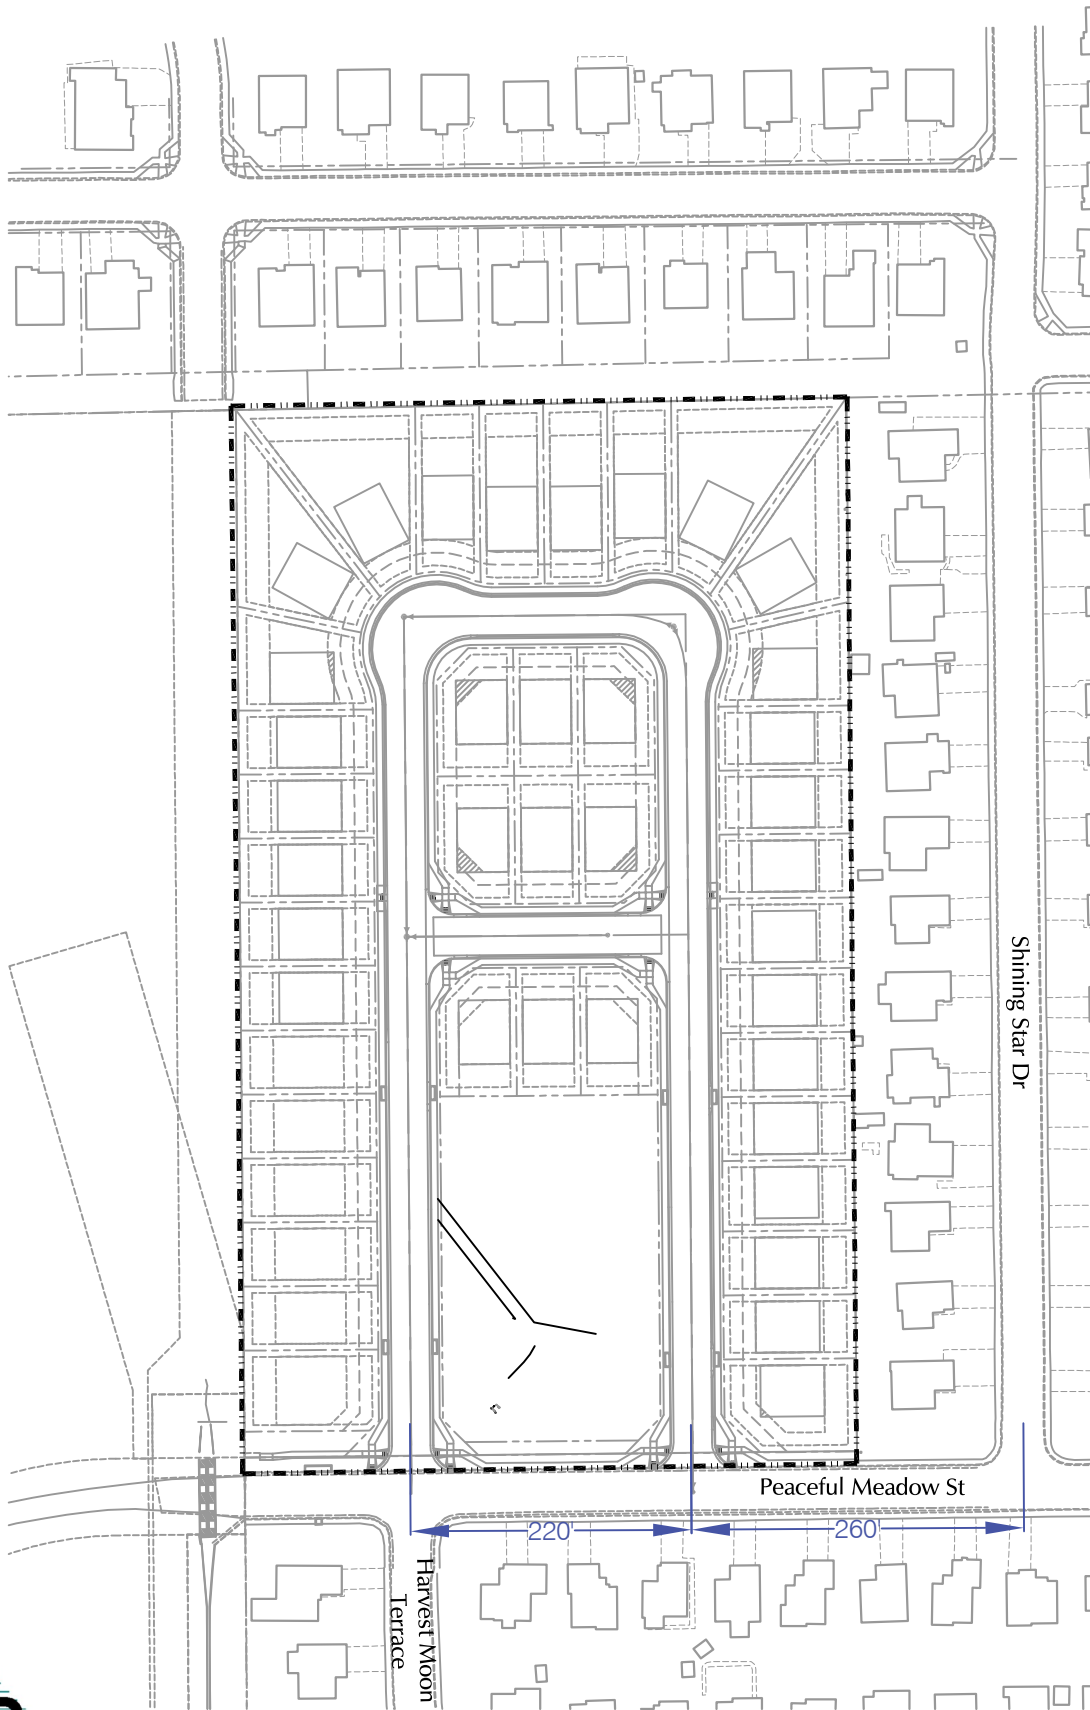 Shining Star Dr
Peaceful Meadow St
220'
260'
Harvest Moon
Terrace